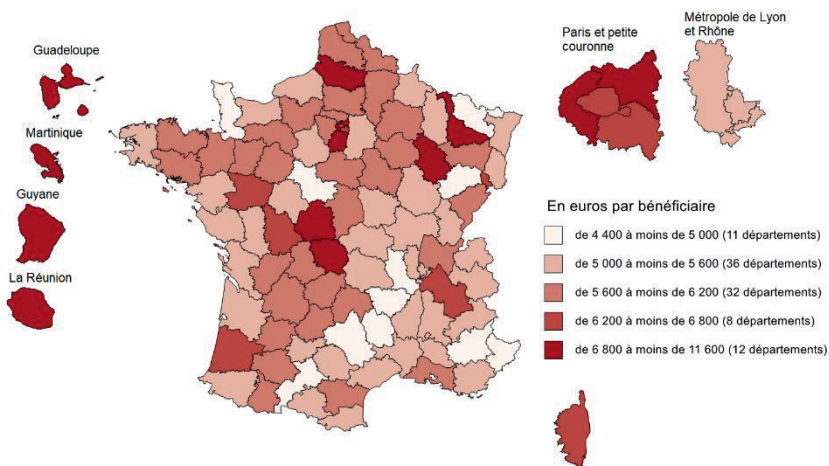 Guadeloupe
Martinique
Guyane
La Réunion
Paris et petite
couronne
Métropole de Lyon
et Rhône
En euros par bénéficiaire
de 4 400 à moins de 5 000 (11 départements)
de 5 000 à moins de 5 600 (36 départements)
de 5 600 à moins de 6 200 (32 départements)
de 6 200 à moins de 6 800 (8 départements)
de 6 800 à moins de 11 600 (12 départements)